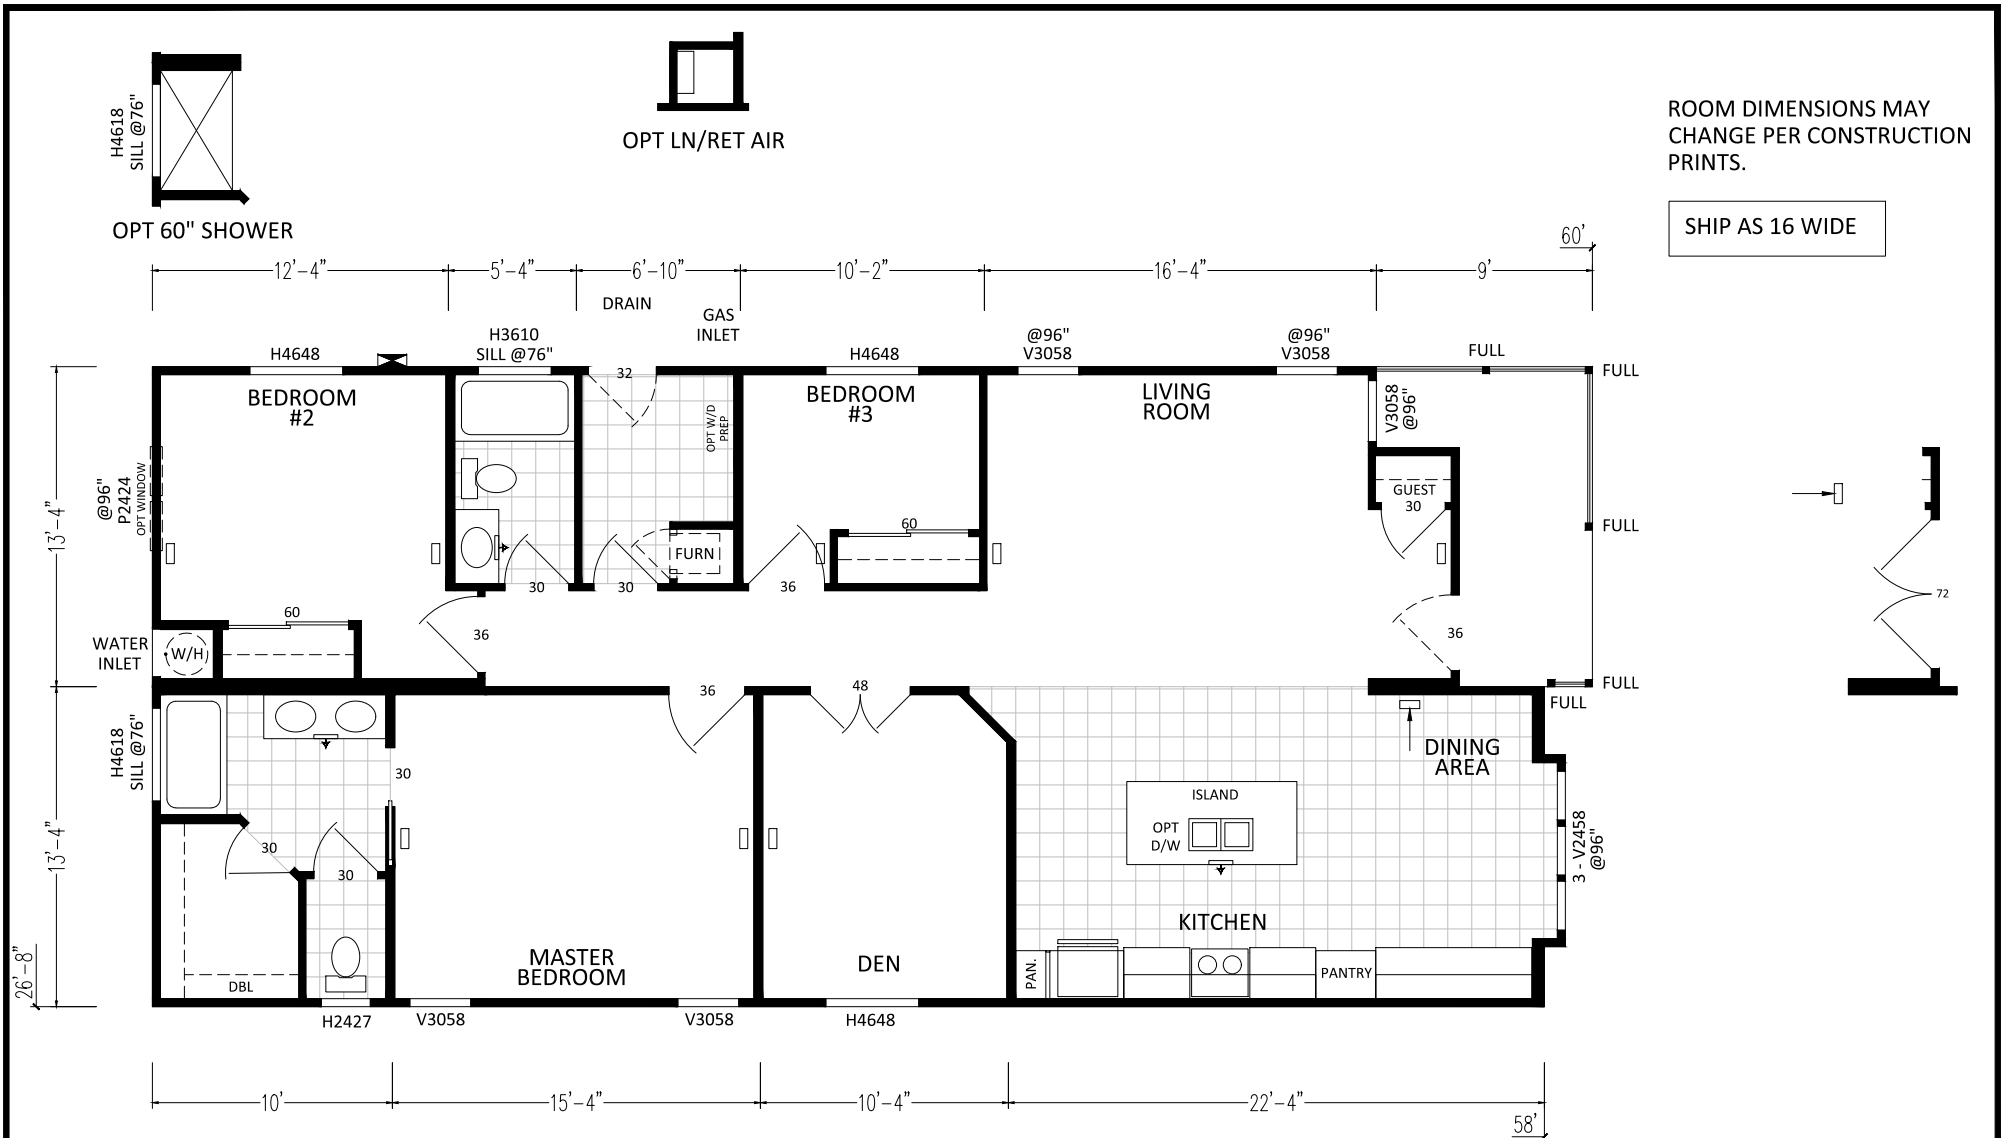 H4618
SILL @76"
OPT 60" SHOWER
OPT LN/RET AIR
ROOM DIMENSIONS MAY
CHANGE PER CONSTRUCTION
PRINTS.
SHIP AS 16 WIDE
60'
12'-4"
5'-4"
6'-10"
10'-2"
16'-4"
9'
DRAIN
GAS
INLET
H4648
H3610
SILL @76"
H4648
@96"
V3058
@96"
V3058
FULL
FULL
32
BEDROOM
#2
OPT W/D
PREP
BEDROOM
#3
LIVING
ROOM
V3058
@96"
@96"
P2424
OPT WINDOW
13'-4"
GUEST
30
FULL
60
FURN
30
30
36
60
36
36
72
WATER
INLET
W/H
36
48
FULL
FULL
H4618
SILL @76"
30
DINING
AREA
ISLAND
OPT
D/W
3 - V2458
@96"
13'-4"
30
30
KITCHEN
MASTER
BEDROOM
DEN
PAN.
PANTRY
DBL
26'-8"
H2427
V3058
V3058
H4648
10'
15'-4"
10'-4"
22'-4"
58'